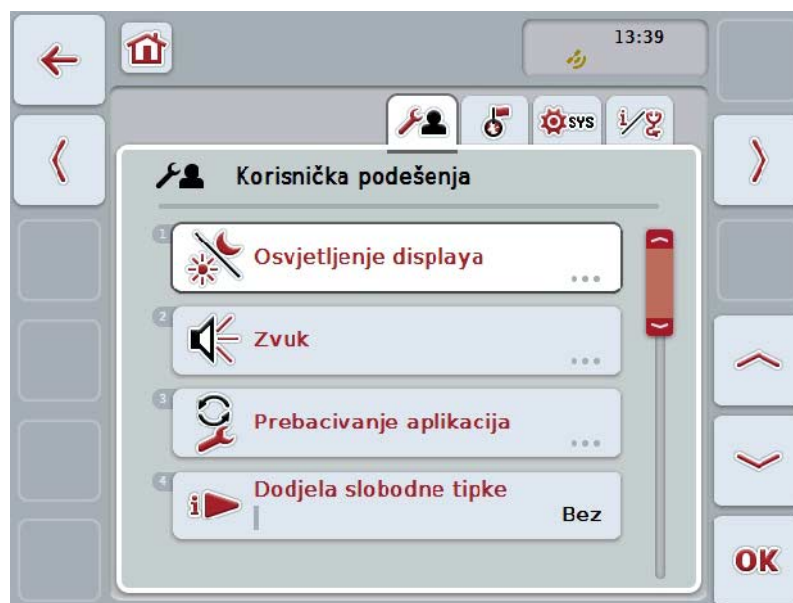 13:39
SYS
i/
Korisnička podešenja
1
Osvjetljenje displaya
...
2
Zvuk
...
3
Prebacivanje aplikacija
...
4
Dodjela slobodne tipke
i
Bez
OK